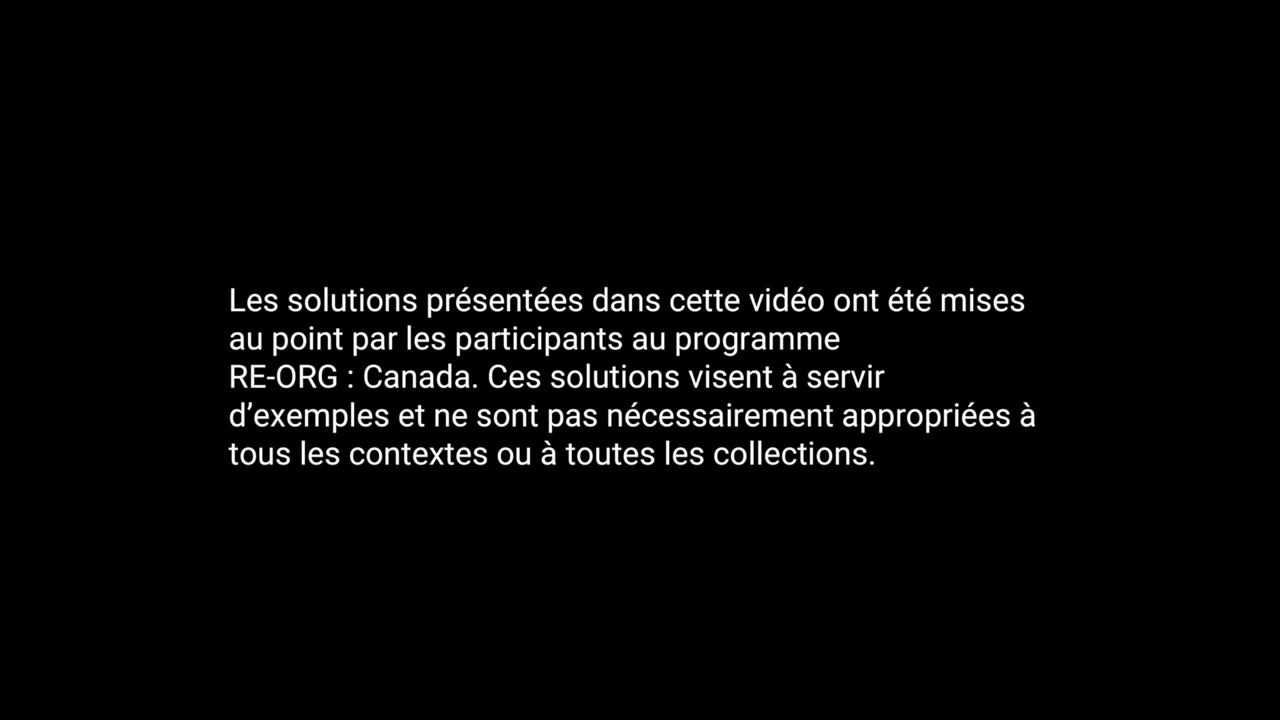 Les solutions présentées dans cette vidéo ont été mises
au point par les participants au programme
RE-ORG : Canada. Ces solutions visent à servir
d’exemples et ne sont pas nécessairement appropriées à
tous les contextes ou à toutes les collections.